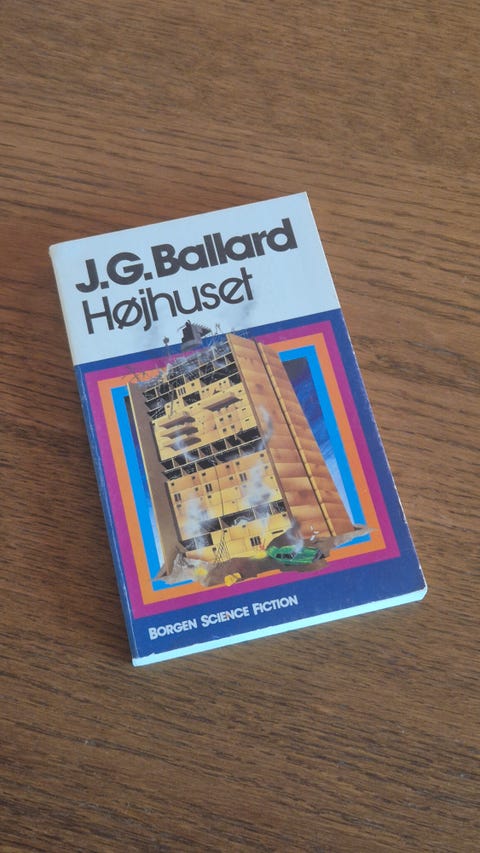 J.G.Ballard
Højhuset
BORGEN SCIENCE FICTION